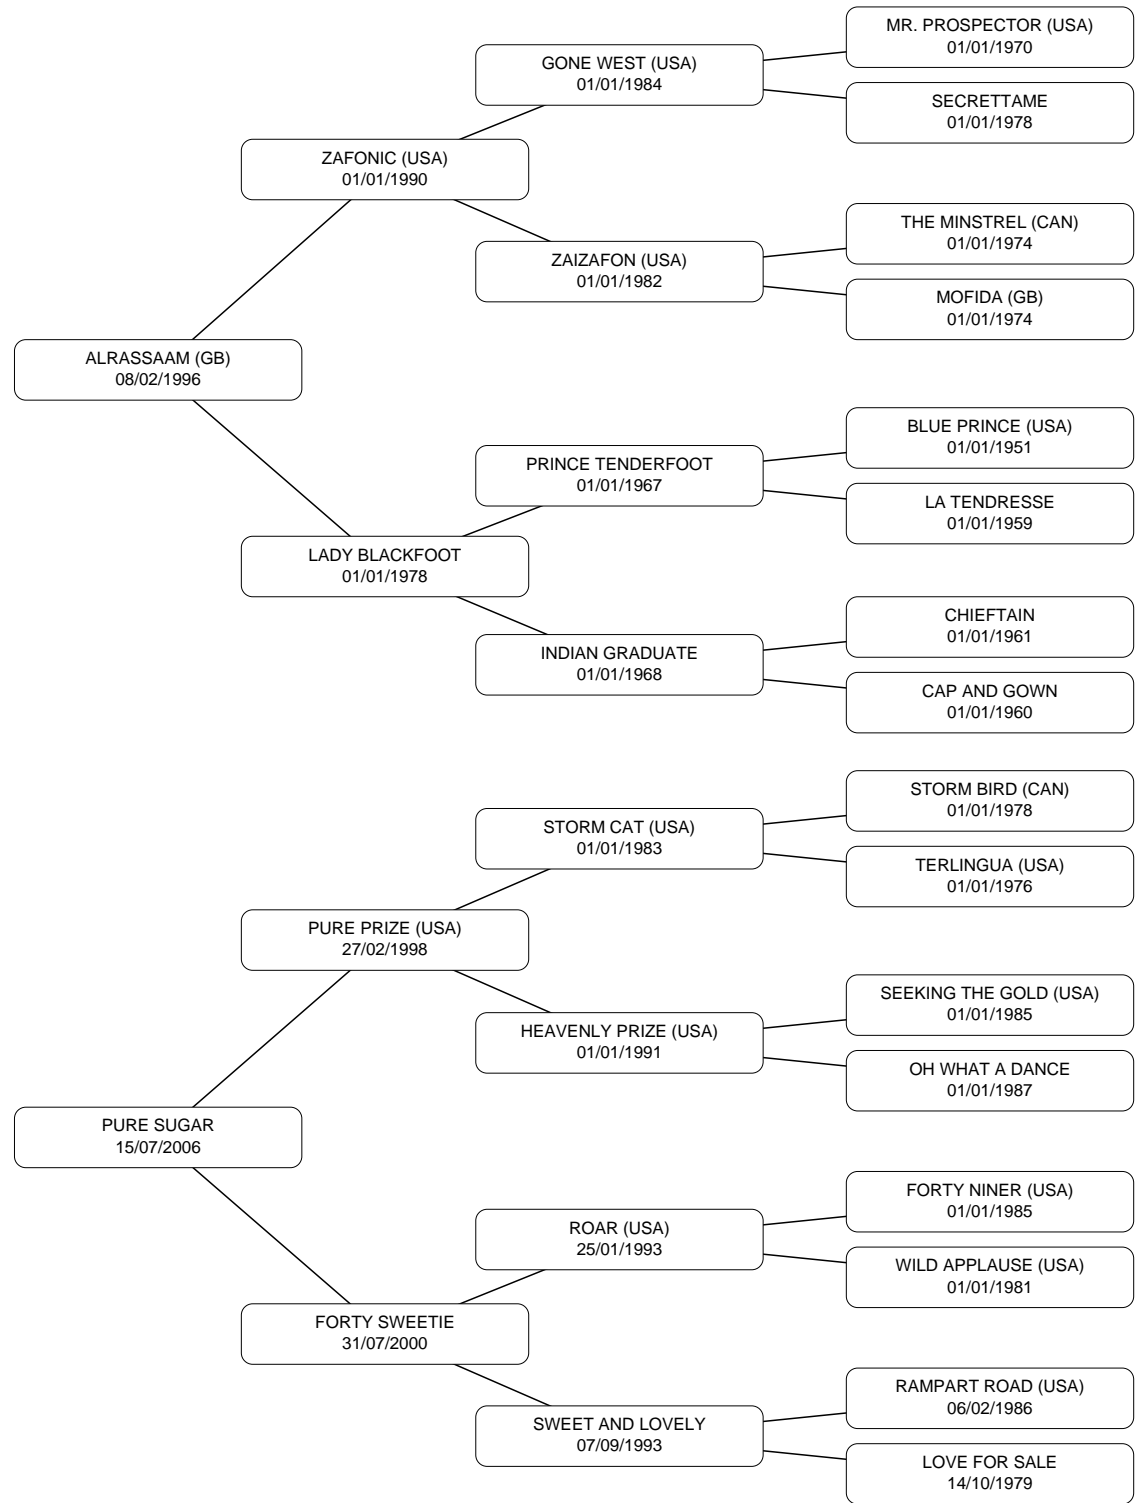 MR. PROSPECTOR (USA)
01/01/1970
GONE WEST (USA)
01/01/1984
SECRETTAME
01/01/1978
ZAFONIC (USA)
01/01/1990
THE MINSTREL (CAN)
01/01/1974
ZAIZAFON (USA)
01/01/1982
MOFIDA (GB)
01/01/1974
ALRASSAAM (GB)
08/02/1996
BLUE PRINCE (USA)
01/01/1951
PRINCE TENDERFOOT
01/01/1967
LA TENDRESSE
01/01/1959
LADY BLACKFOOT
01/01/1978
CHIEFTAIN
01/01/1961
INDIAN GRADUATE
01/01/1968
CAP AND GOWN
01/01/1960
STORM BIRD (CAN)
01/01/1978
STORM CAT (USA)
01/01/1983
TERLINGUA (USA)
01/01/1976
PURE PRIZE (USA)
27/02/1998
SEEKING THE GOLD (USA)
01/01/1985
HEAVENLY PRIZE (USA)
01/01/1991
OH WHAT A DANCE
01/01/1987
PURE SUGAR
15/07/2006
FORTY NINER (USA)
01/01/1985
ROAR (USA)
25/01/1993
WILD APPLAUSE (USA)
01/01/1981
FORTY SWEETIE
31/07/2000
RAMPART ROAD (USA)
06/02/1986
SWEET AND LOVELY
07/09/1993
LOVE FOR SALE
14/10/1979